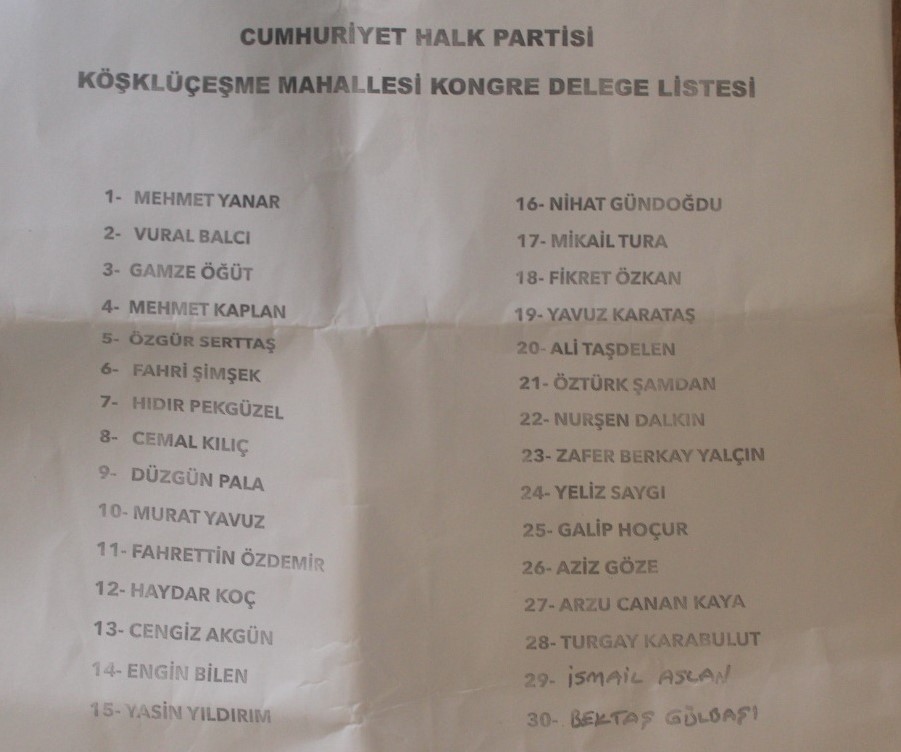 CUMHURİYET HALK PARTİSİ
KÖŞKLÜÇEŞME MAHALLESİ KONGRE DELEGE LİSTESİ
1- MEHMET YANAR
2- VURAL BALCI
3- GAMZE ÖĞÜT
4- MEHMET KAPLAN
5- ÖZGÜR SERTTAŞ
6- FAHRİ ŞİMŞEK
7- HIDIR PEKGÜZEL
8- CEMAL KILIÇ
9- DÜZGÜN PALA
10- MURAT YAVUZ
11- FAHRETTİN ÖZDEMİR
12- HAYDAR KOÇ
13- CENGİZ AKGÜN
14- ENGİN BİLEN
15- YASİN YILDIRIM
16- NİHAT GÜNDOĞDU
17- MİKAİL TURA
18- FİKRET ÖZKAN
19- YAVUZ KARATAŞ
20- ALİ TAŞDELEN
21- ÖZTÜRK ŞAMDAN
22- NURŞEN DALKIN
23- ZAFER BERKAY YALÇIN
24- YELİZ SAYGI
25- GALİP HOÇUR
26- AZİZ GÖZE
27- ARZU CANAN KAYA
28- TURGAY KARABULUT
29- İSMAİL ASLAN
30- BEKTAŞ GÜLBAŞI